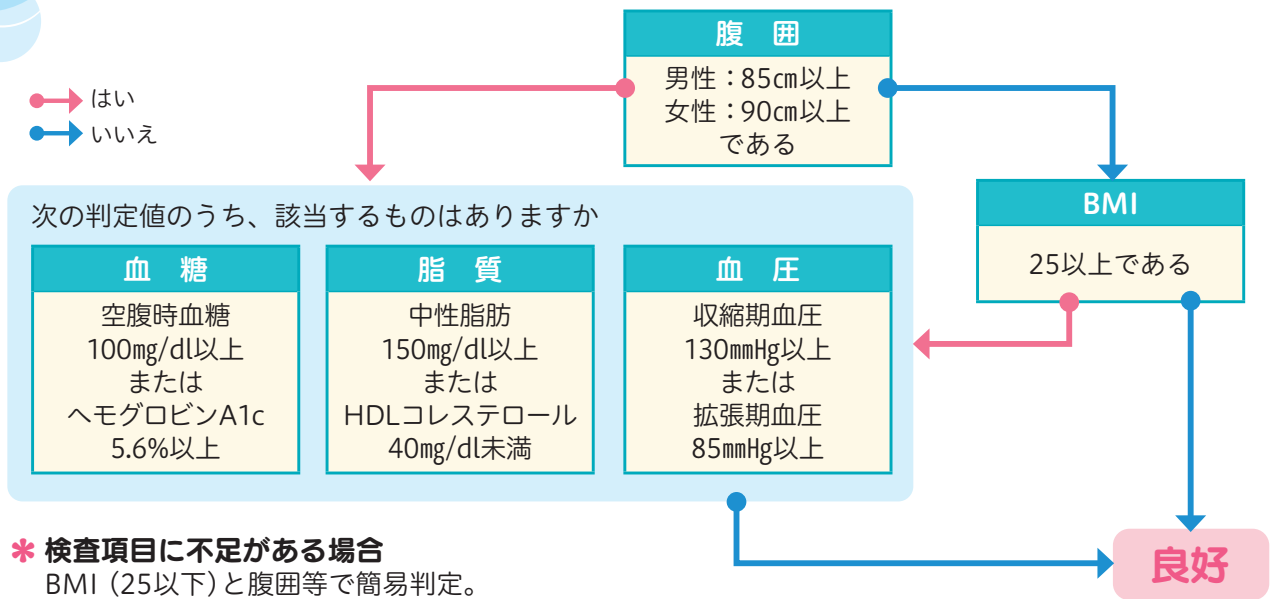 腹 囲
男性：85㎝以上
女性：90㎝以上
である
はい
いいえ
BMI
25以上である
次の判定値のうち、該当するものはありますか
血 糖
空腹時血糖
100㎎/dl以上
または
ヘモグロビンA1c
5.6%以上
脂 質
中性脂肪
150㎎/dl以上
または
HDLコレステロール
40㎎/dl未満
血 圧
収縮期血圧
130㎜Hg以上
または
拡張期血圧
85㎜Hg以上
良好
＊検査項目に不足がある場合
BMI（25以下）と腹囲等で簡易判定。